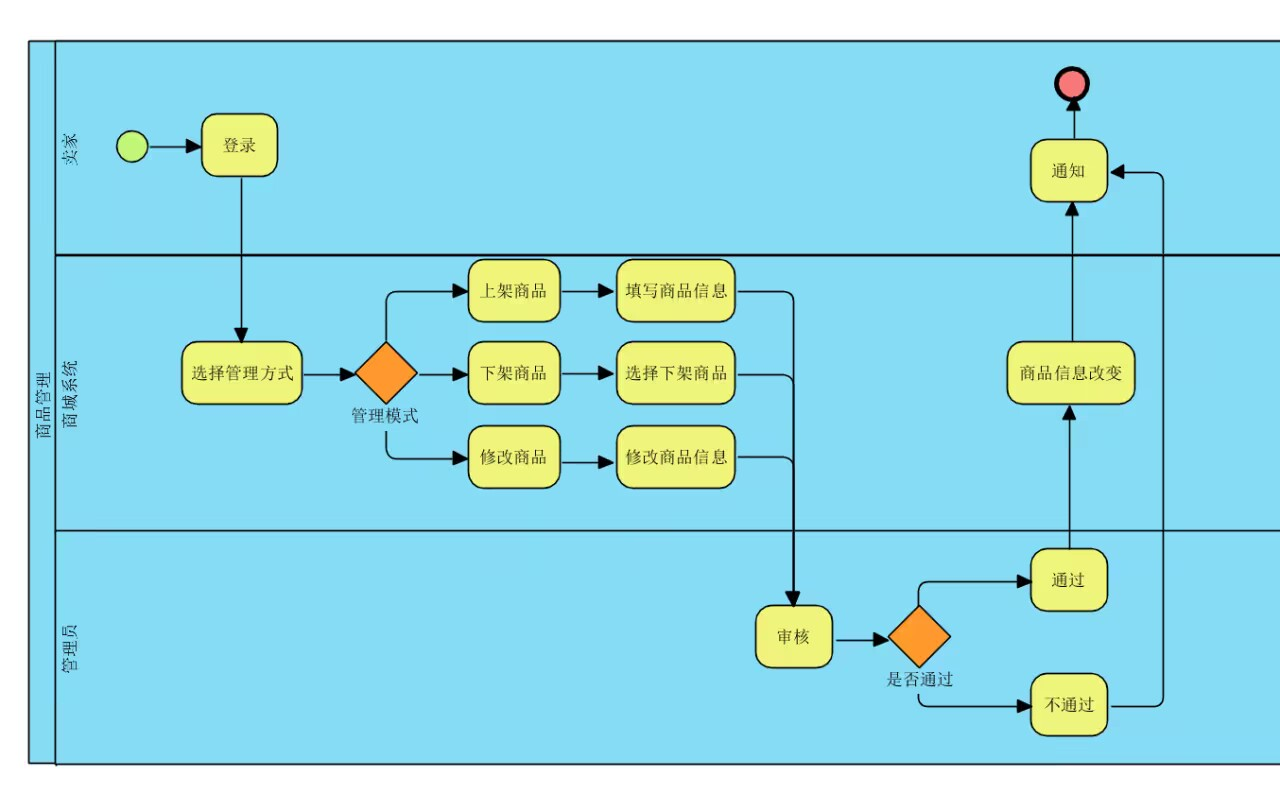 商品管理
卖家
登录
通知
商城系统
选择管理方式
管理模式
上架商品
填写商品信息
下架商品
选择下架商品
修改商品
修改商品信息
商品信息改变
管理员
审核
是否通过
通过
不通过